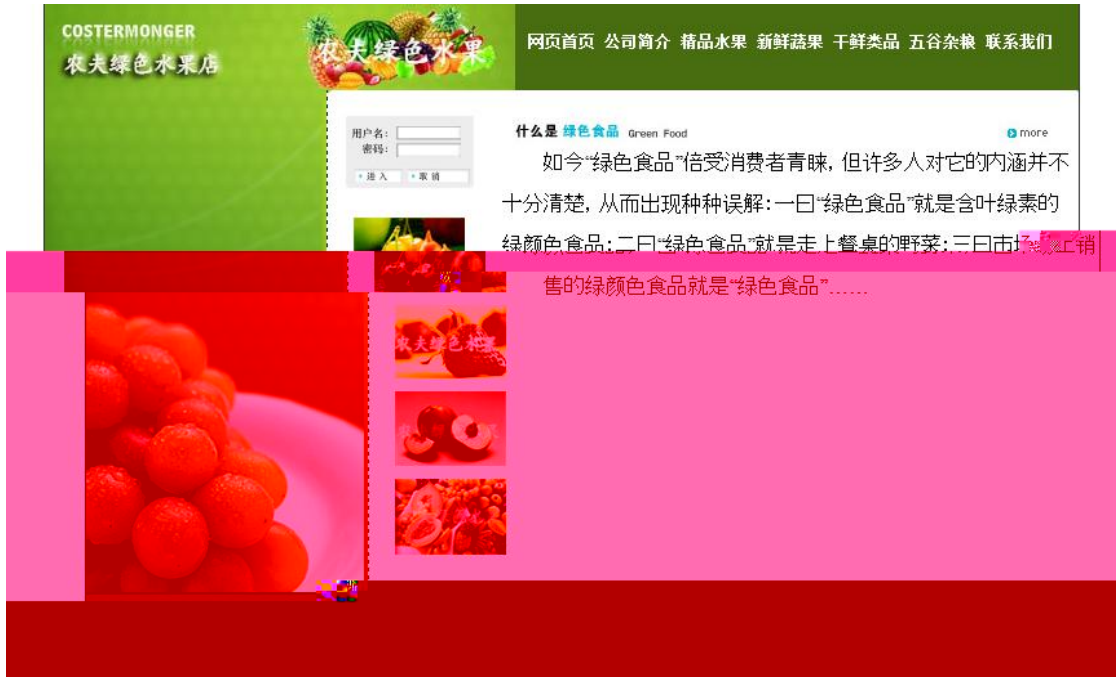 COSTERMONGER
农夫绿色水果店
农夫绿色水果
网页首页 公司简介 精品水果 新鲜蔬果 干鲜类品 五谷杂粮 联系我们
用户名：
密码：
进入 取销
什么是 绿色食品 Green Food
more
如今“绿色食品”倍受消费者青睐，但许多人对它的内涵并不
十分清楚，从而出现种种误解：一曰“绿色食品”就是含叶绿素的
绿颜色食品；二曰“绿色食品”就是走上餐桌的野菜；三曰市场上销
售的绿颜色食品就是“绿色食品”……
农夫绿色水果